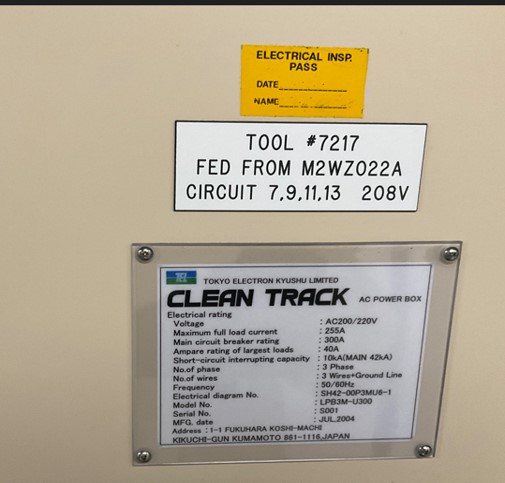 ELECTRICAL INSP.
PASS
DATE
NAME
TOOL #7217
FED FROM M2WZ022A
CIRCUIT 7,9,11,13 208V
TEL TOKYO ELECTRON KYUSHU LIMITED
CLEAN TRACK AC POWER BOX
Electrical rating
Voltage : AC200/220V
Maximum full load current : 255A
Main circuit breaker rating : 300A
Ampare rating of largest loads : 40A
Short-circuit interrupting capacity : 10kA(MAIN 42kA)
No.of phase : 3 Phase
No.of wires : 3 Wires+Ground Line
Frequency : 50/60Hz
Electrical diagram No. : SH42-00P3MU6-1
Model No. : LPB3M-U300
Serial No. : S001
MFG. date : JUL,2004
Address : 1-1 FUKUHARA KOSHI-MACHI
KIKUCHI-GUN KUMAMOTO 861-1116,JAPAN